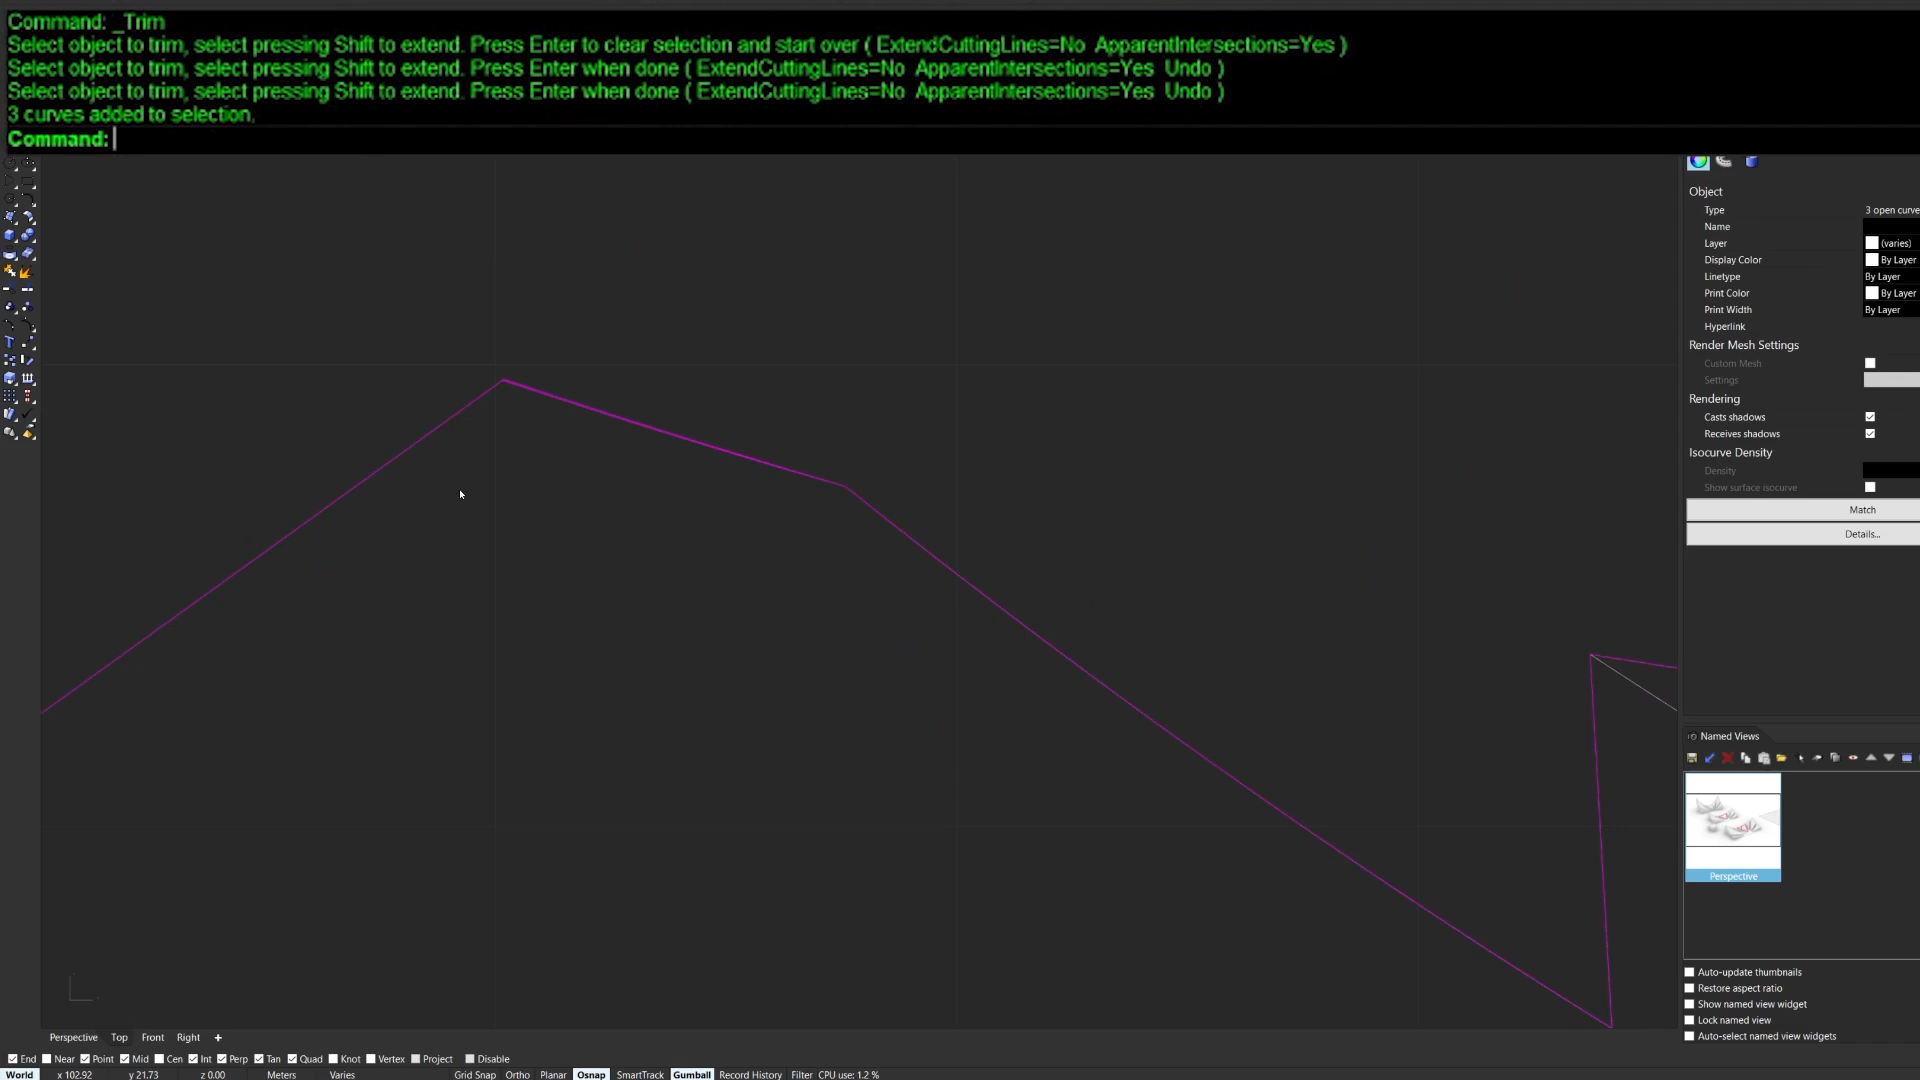 Command: _Trim
Select object to trim, select pressing Shift to extend. Press Enter to clear selection and start over ( ExtendCuttingLines=No ApparentIntersections=Yes )
Select object to trim, select pressing Shift to extend. Press Enter when done ( ExtendCuttingLines=No ApparentIntersections=Yes Undo )
Select object to trim, select pressing Shift to extend. Press Enter when done ( ExtendCuttingLines=No ApparentIntersections=Yes Undo )
3 curves added to selection.
Command:
Object
Type 3 open curve
Name
Layer (varies)
Display Color By Layer
Linetype By Layer
Print Color By Layer
Print Width By Layer
Hyperlink
Render Mesh Settings
Custom Mesh
Settings
Rendering
Casts shadows
Receives shadows
Isocurve Density
Density
Show surface isocurve
Match
Details...
Named Views
Perspective
Auto-update thumbnails
Restore aspect ratio
Show named view widget
Lock named view
Auto-select named view widgets
Perspective Top Front Right +
End Near Point Mid Cen Int Perp Tan Quad Knot Vertex Project Disable
World x 102.92 y 21.73 z 0.00 Meters Varies Grid Snap Ortho Planar Osnap SmartTrack Gumball Record History Filter CPU use: 1.2 %